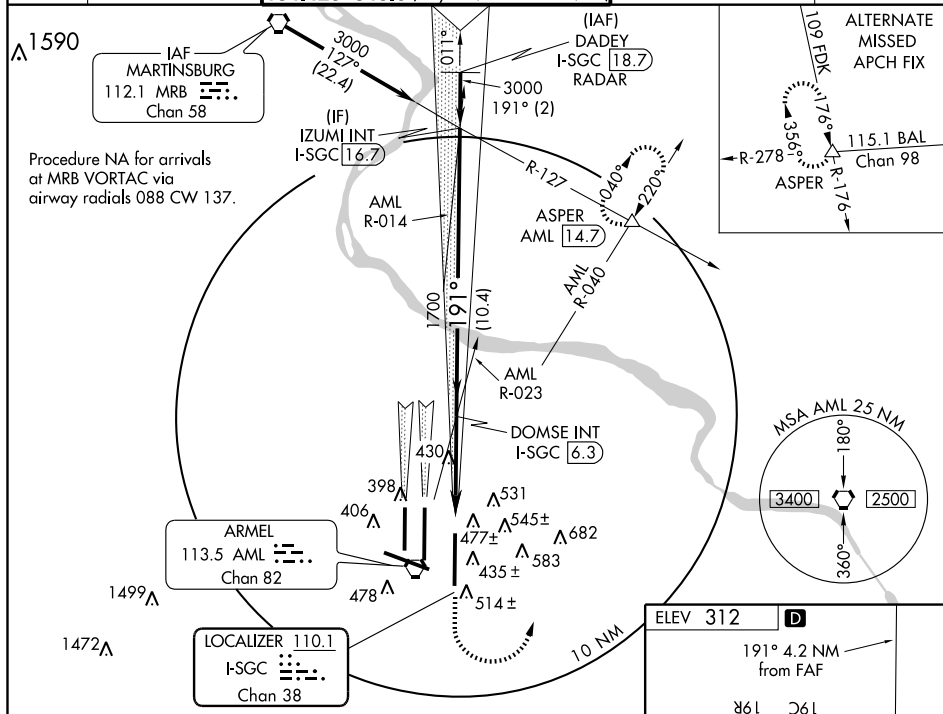 1590
IAF
MARTINSBURG
112.1 MRB
Chan 58
3000
127°
(22.4)
011°
(IAF)
DADEY
I-SGC 18.7
RADAR
3000
191° (2)
109 FDK
ALTERNATE
MISSED
APCH FIX
176°
356°
115.1 BAL
Chan 98
R-278
R-176
ASPER
(IF)
IZUMI INT
I-SGC 16.7
Procedure NA for arrivals
at MRB VORTAC via
airway radials 088 CW 137.
R-127
040°
220°
AML
R-014
ASPER
AML 14.7
AML
R-040
1700
191°
(10.4)
AML
R-023
DOMSE INT
I-SGC 6.3
MSA AML 25 NM
180°
3400
2500
360°
430
398
406
531
545±
477±
682
583
435 ±
478
514 ±
ARMEL
113.5 AML
Chan 82
1499
1472
LOCALIZER 110.1
I-SGC
Chan 38
10 NM
ELEV 312 D
191° 4.2 NM
from FAF
19R 19C